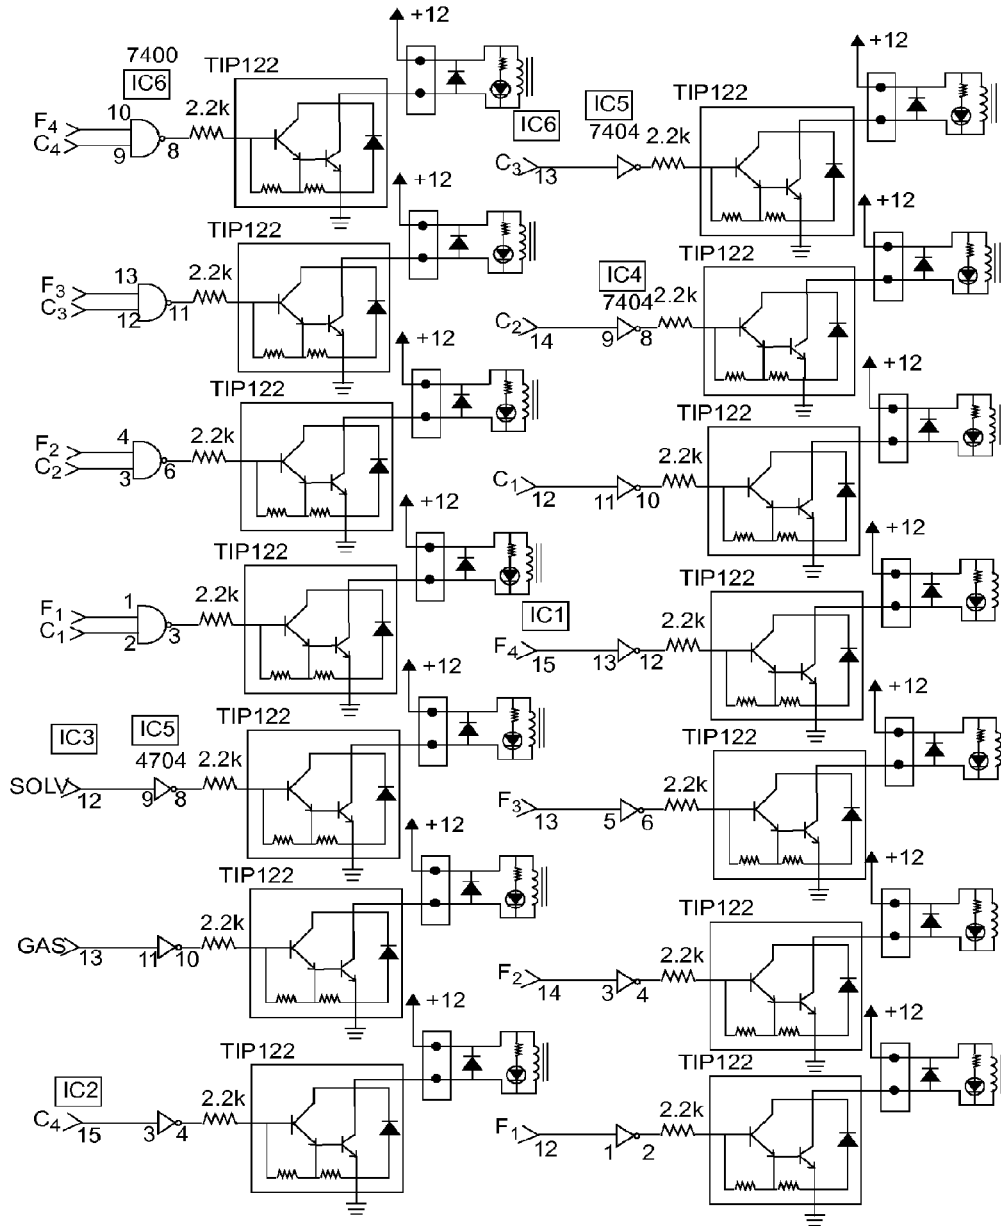 +12
7400
IC6
TIP122
2.2k
10
F4
C4
9
8
+12
TIP122
2.2k
13
F3
C3
12
11
+12
TIP122
2.2k
4
F2
C2
3
6
+12
TIP122
2.2k
1
F1
C1
2
3
+12
TIP122
IC3
IC5
4704
2.2k
SOLV
12
9
8
+12
TIP122
2.2k
GAS
13
11
10
+12
TIP122
IC2
2.2k
C4
15
3
4
+12
TIP122
IC6
IC5
7404
2.2k
C3
13
+12
TIP122
IC4
7404
2.2k
C2
14
9
8
+12
TIP122
2.2k
C1
12
11
10
+12
TIP122
IC1
2.2k
F4
15
13
12
+12
TIP122
2.2k
F3
13
5
6
+12
TIP122
2.2k
F2
14
3
4
+12
TIP122
2.2k
F1
12
1
2